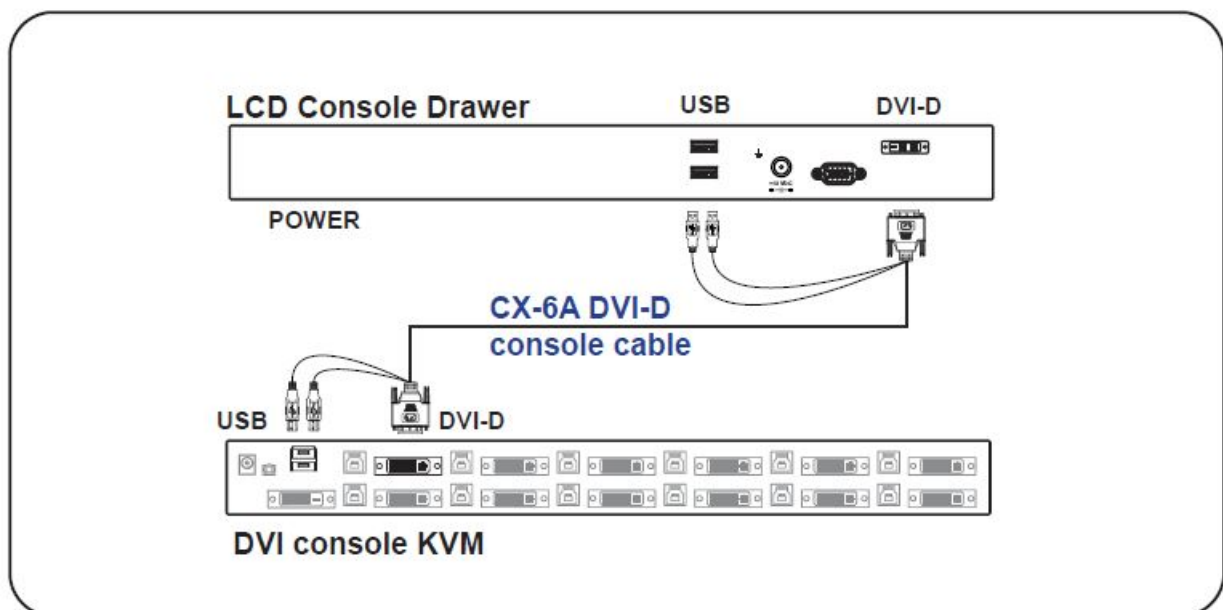 LCD Console Drawer
USB
DVI-D
POWER
CX-6A DVI-D
console cable
USB
DVI-D
DVI console KVM